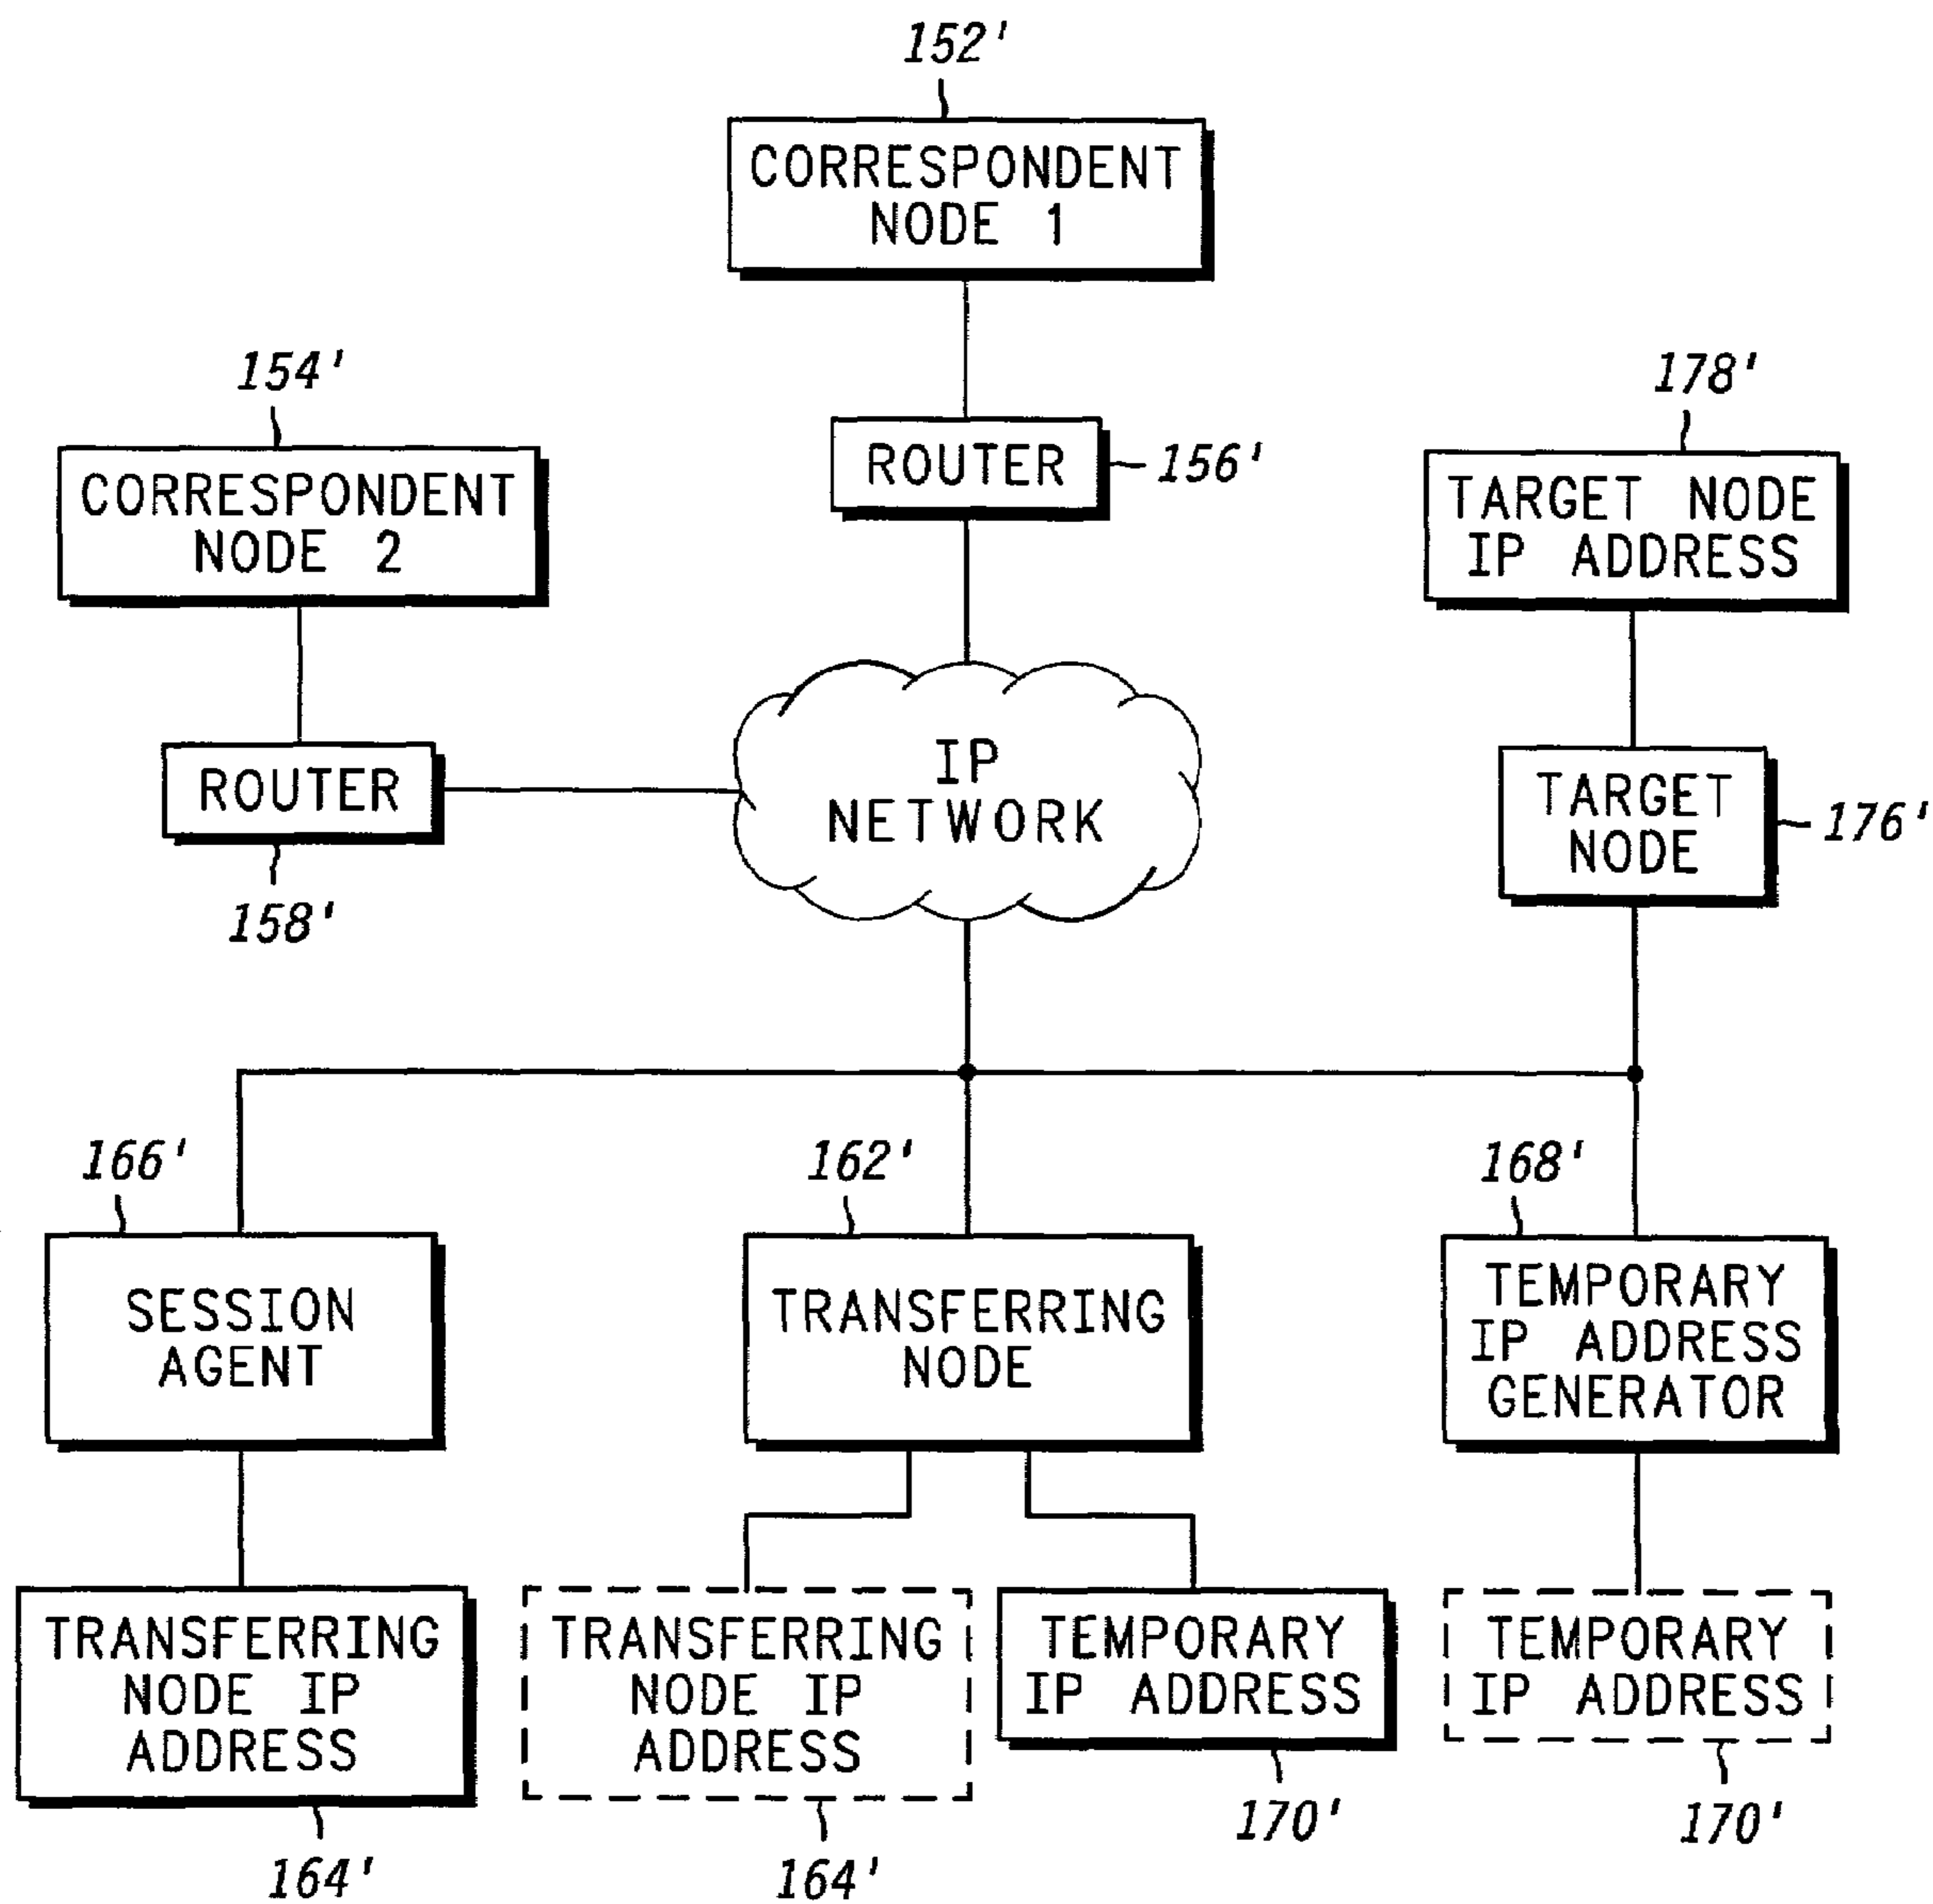 152'
CORRESPONDENT
NODE 1
154'
CORRESPONDENT
NODE 2
ROUTER
156'
178'
TARGET NODE
IP ADDRESS
ROUTER
158'
IP
NETWORK
TARGET
NODE
176'
166'
SESSION
AGENT
162'
TRANSFERRING
NODE
168'
TEMPORARY
IP ADDRESS
GENERATOR
TRANSFERRING
NODE IP
ADDRESS
164'
TRANSFERRING
NODE IP
ADDRESS
164'
TEMPORARY
IP ADDRESS
170'
TEMPORARY
IP ADDRESS
170'